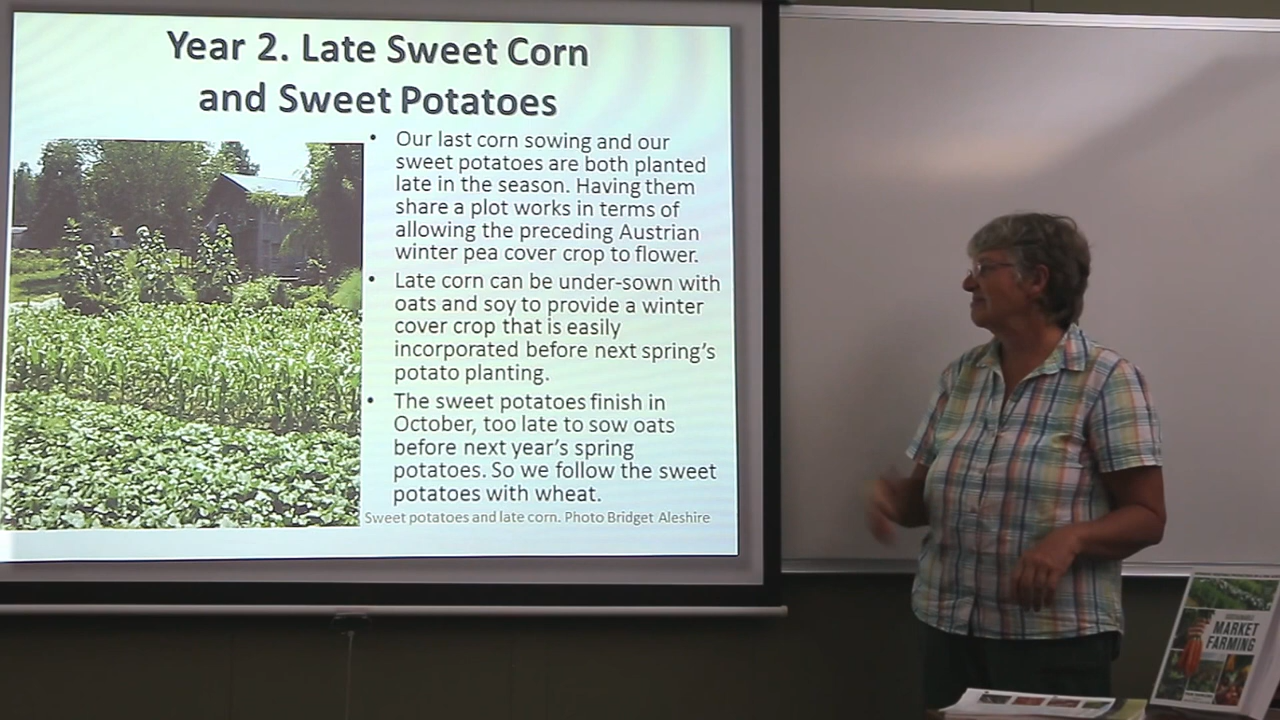 Year 2. Late Sweet Corn
and Sweet Potatoes
• Our last corn sowing and our
sweet potatoes are both planted
late in the season. Having them
share a plot works in terms of
allowing the preceding Austrian
winter pea cover crop to flower.
• Late corn can be under-sown with
oats and soy to provide a winter
cover crop that is easily
incorporated before next spring's
potato planting.
• The sweet potatoes finish in
October, too late to sow oats
before next year's spring
potatoes. So we follow the sweet
potatoes with wheat.
Sweet potatoes and late corn. Photo Bridget Aleshire
MARKET
FARMING